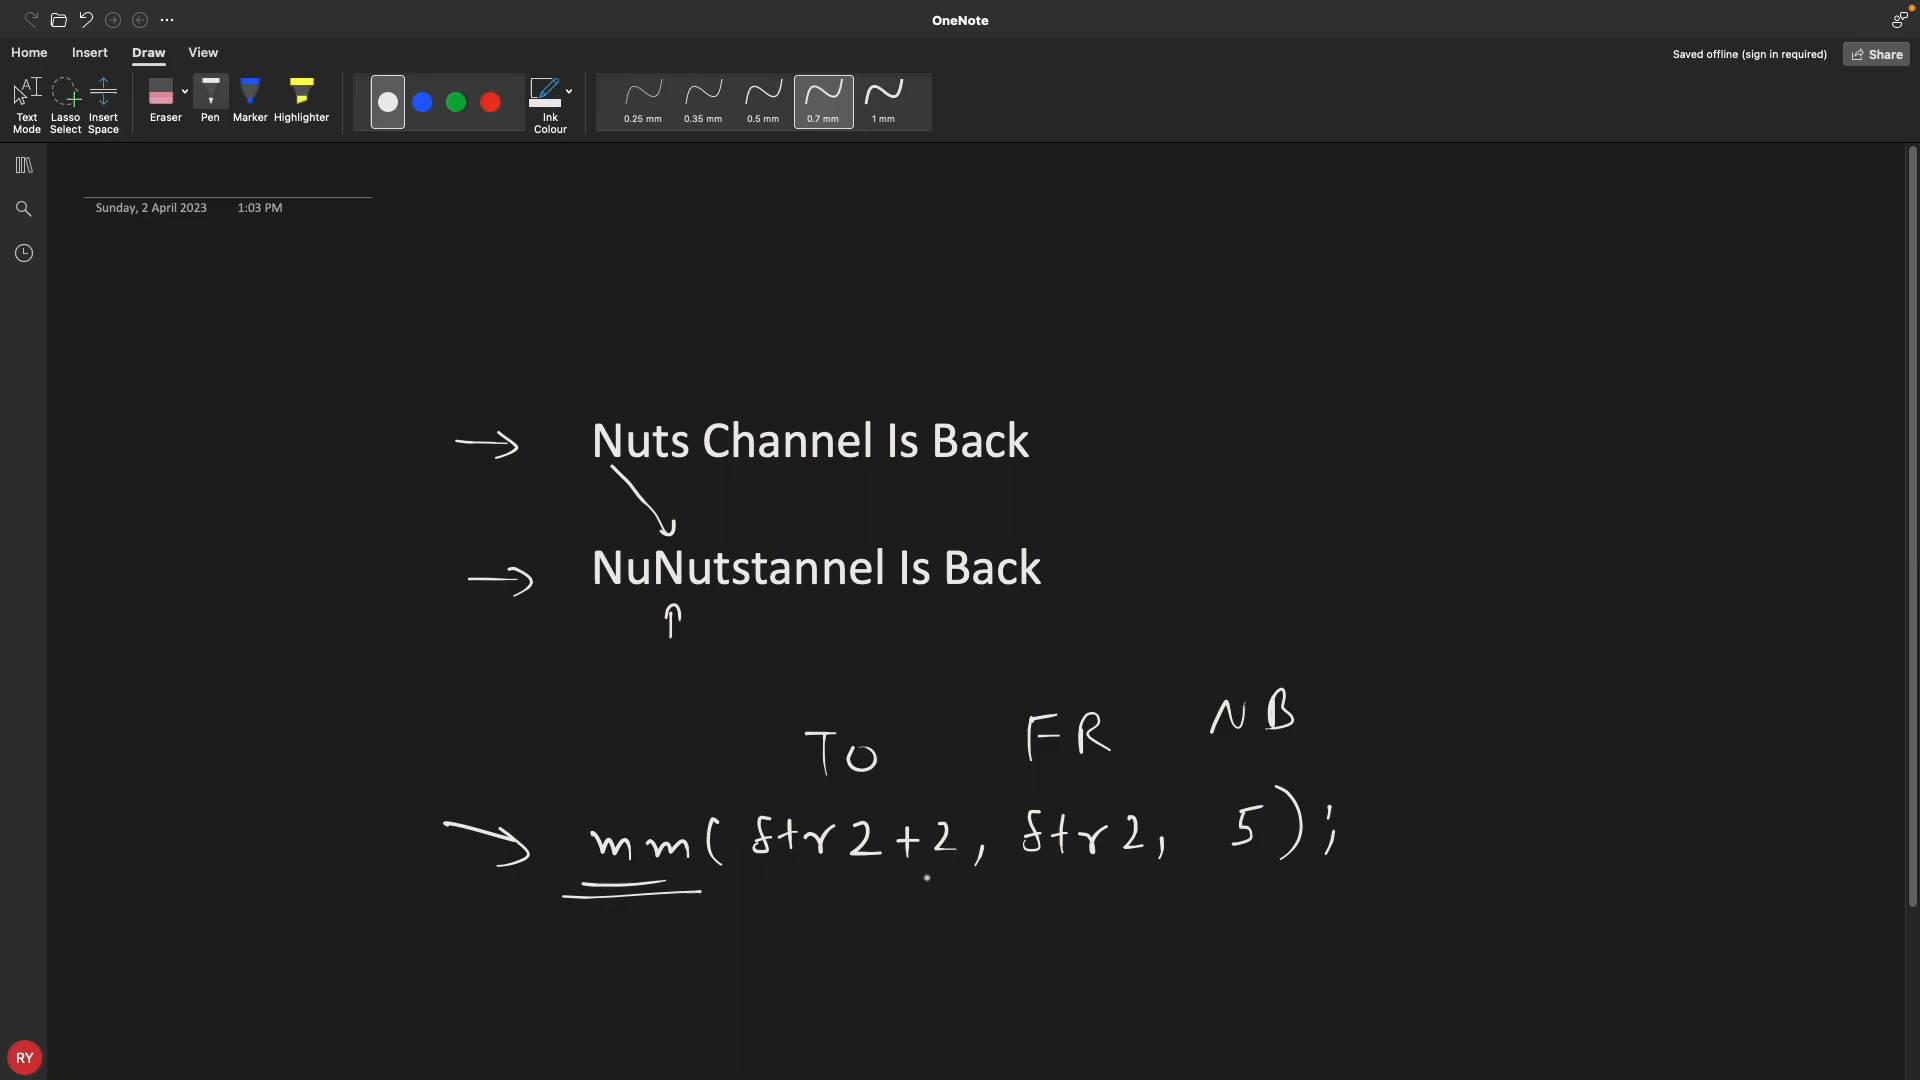 OneNote
Home Insert Draw View
Saved offline (sign in required) Share
Text Mode
Lasso Select
Insert Space
Eraser
Pen
Marker
Highlighter
Ink Colour
0.25 mm
0.35 mm
0.5 mm
0.7 mm
1 mm
Sunday, 2 April 2023 1:03 PM
Nuts Channel Is Back
NuNutstannel Is Back
TO FR NB
mm( str2+2, str2, 5);
RY